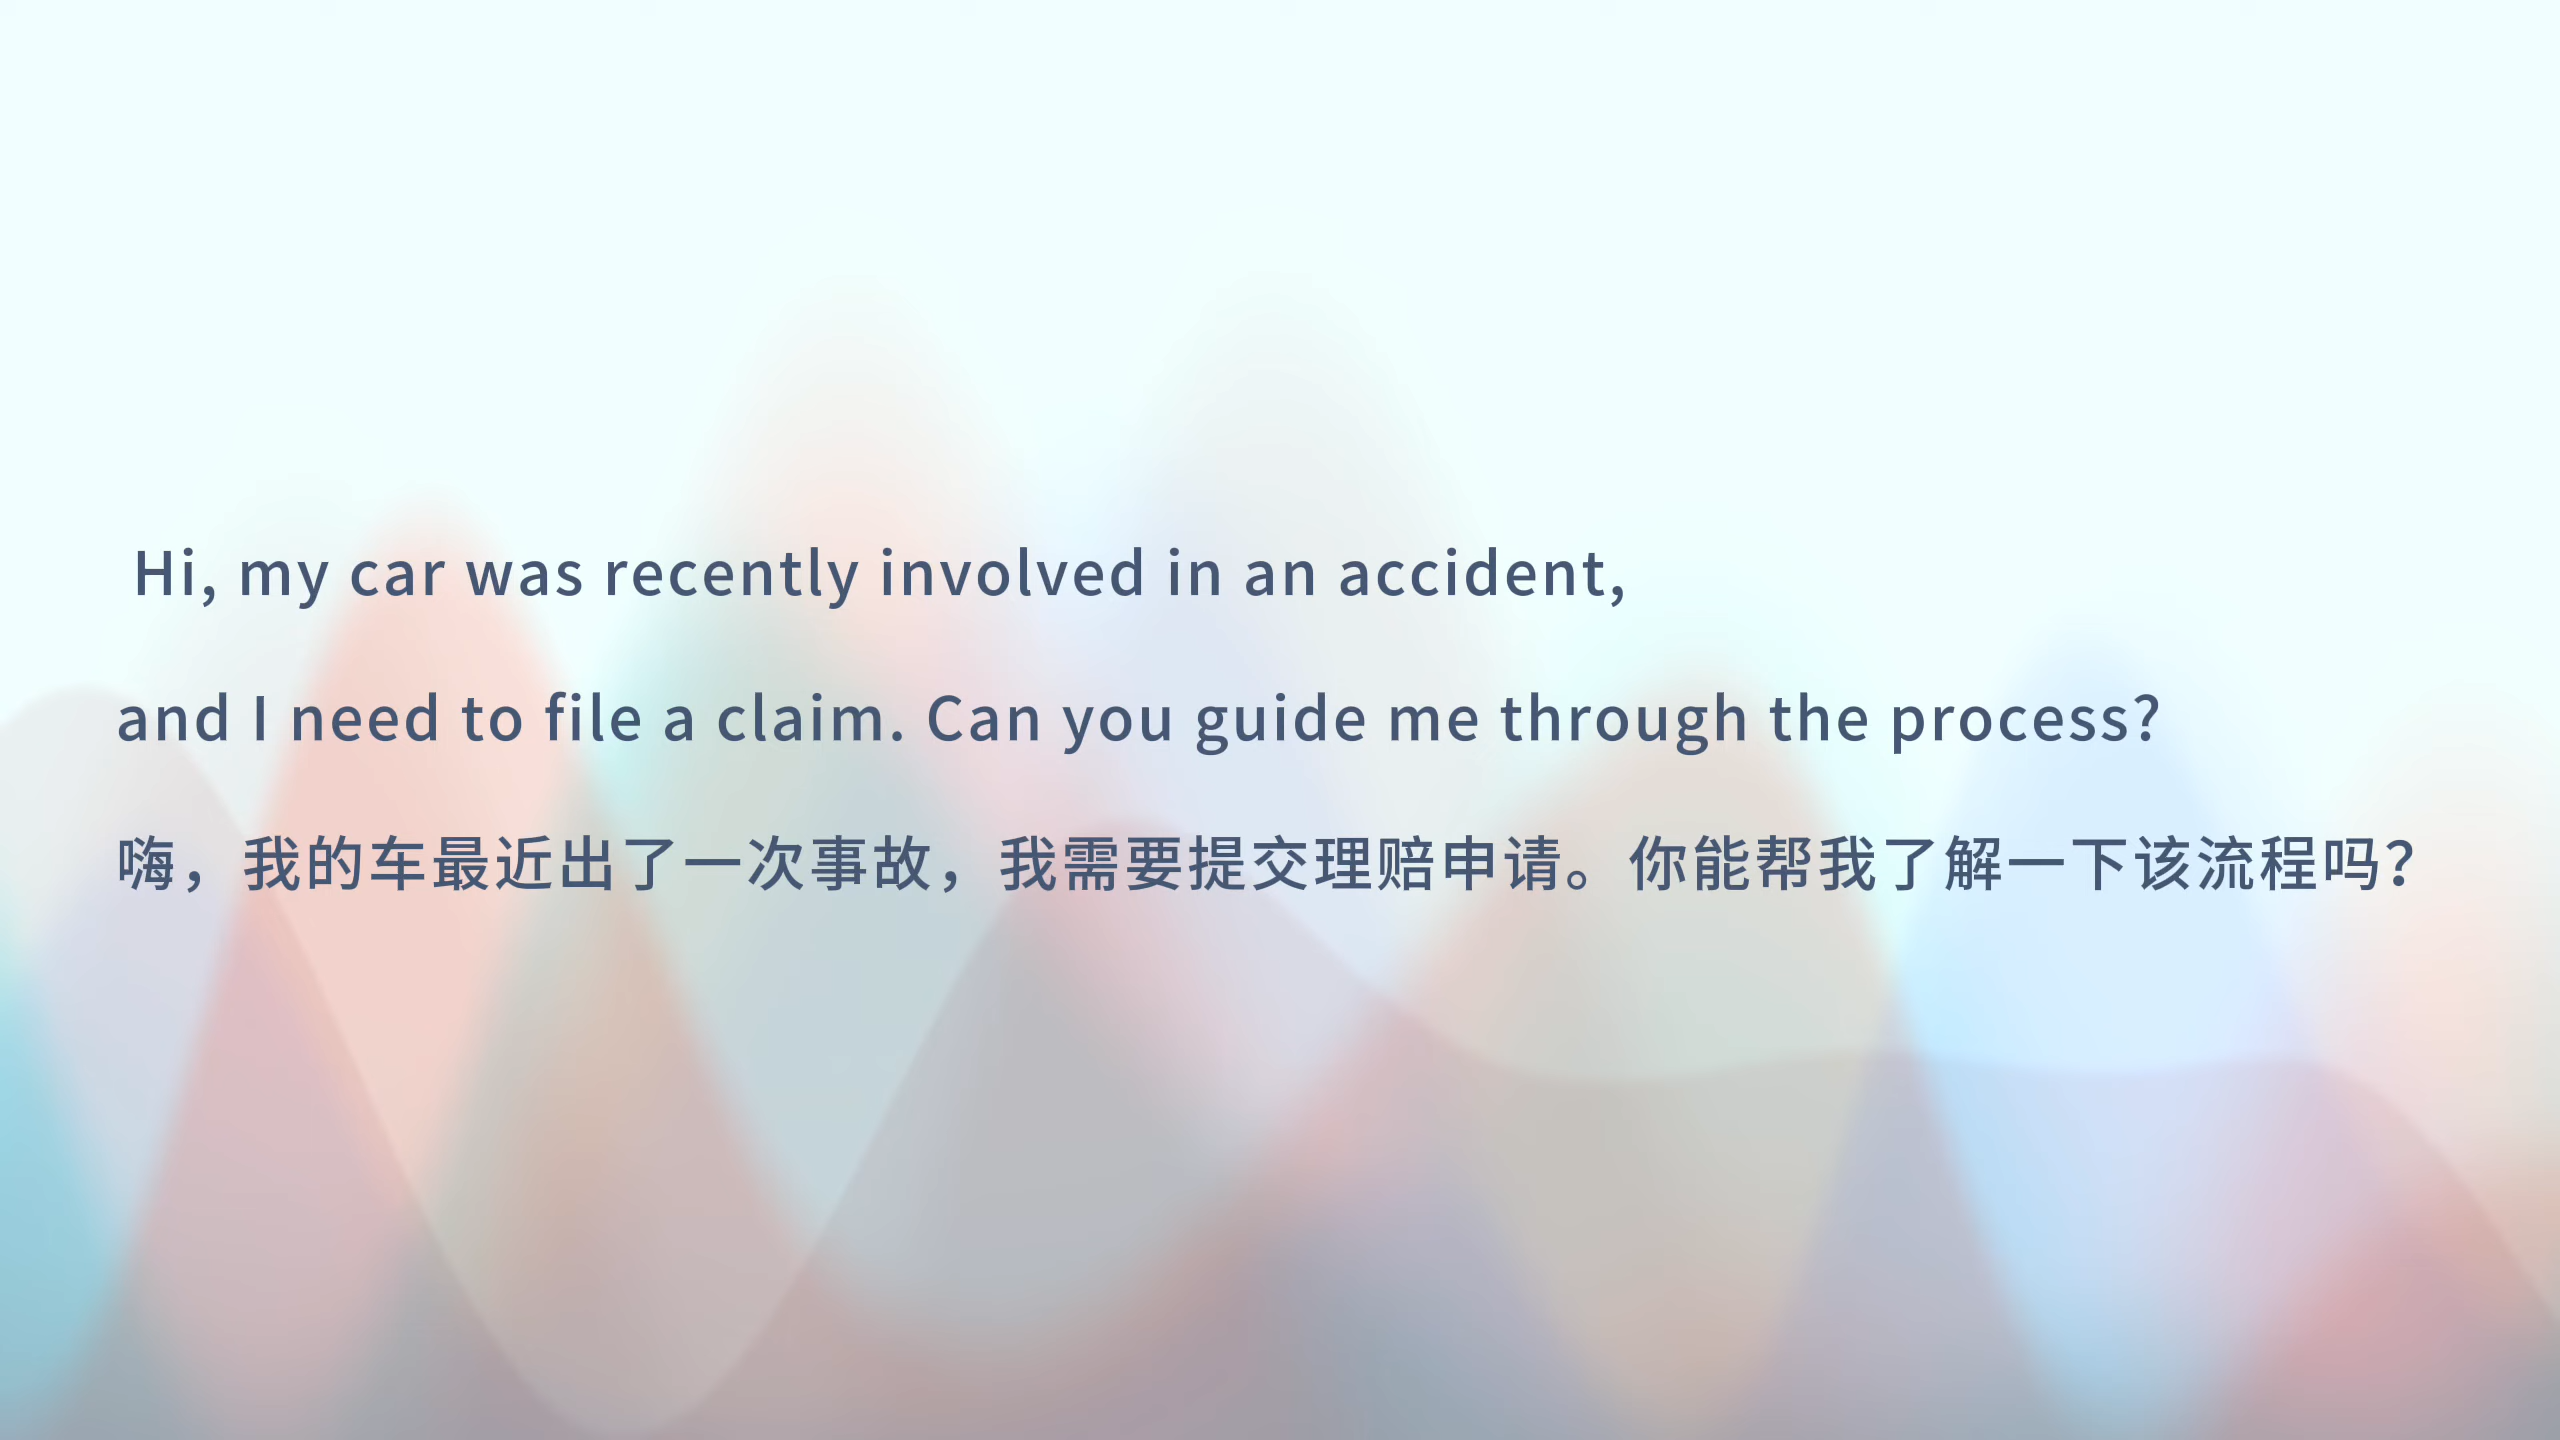 Hi, my car was recently involved in an accident,
and I need to file a claim. Can you guide me through the process?
嗨，我的车最近出了一次事故，我需要提交理赔申请。你能帮我了解一下该流程吗？